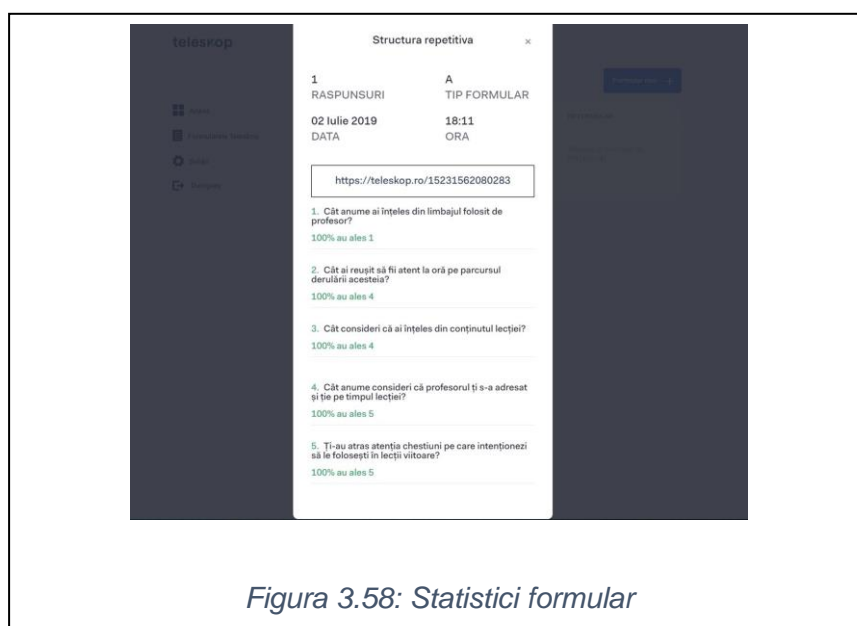 teleskop
Structura repetitiva ×
1 A
RASPUNSURI TIP FORMULAR
02 Iulie 2019 18:11
DATA ORA
https://teleskop.ro/15231562080283
1. Cât anume ai înțeles din limbajul folosit de
profesor?
100% au ales 1
2. Cât ai reușit să fii atent la oră pe parcursul
derulării acesteia?
100% au ales 4
3. Cât consideri că ai înțeles din conținutul lecției?
100% au ales 4
4. Cât anume consideri că profesorul ți s-a adresat
și ție pe timpul lecției?
100% au ales 5
5. Ți-au atras atenția chestiuni pe care intenționezi
să le folosești în lecții viitoare?
100% au ales 5
Figura 3.58: Statistici formular